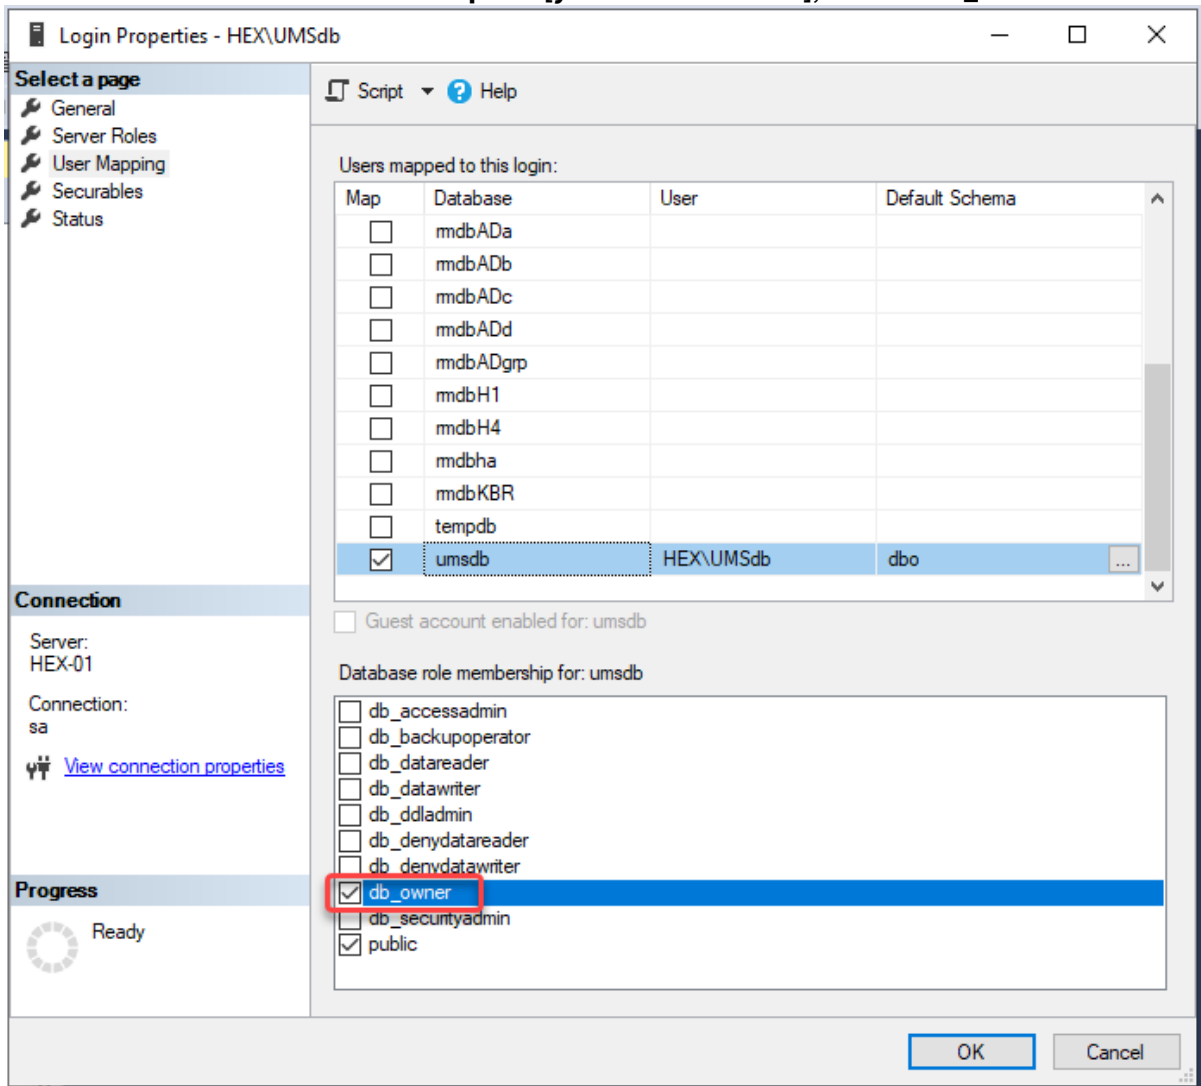 Login Properties - HEX\UMSdb
Select a page
General
Server Roles
User Mapping
Securables
Status
Script
Help
Users mapped to this login:
Map Database User Default Schema
rmdbADa
rmdbADb
rmdbADc
rmdbADd
rmdbADgrp
rmdbH1
rmdbH4
rmdbha
rmdbKBR
tempdb
umsdb HEX\UMSdb dbo ...
Guest account enabled for: umsdb
Connection
Server:
HEX-01
Connection:
sa
View connection properties
Database role membership for: umsdb
db_accessadmin
db_backupoperator
db_datareader
db_datawriter
db_ddladmin
db_denydatareader
db_denydatawriter
db_owner
db_securityadmin
public
Progress
Ready
OK Cancel